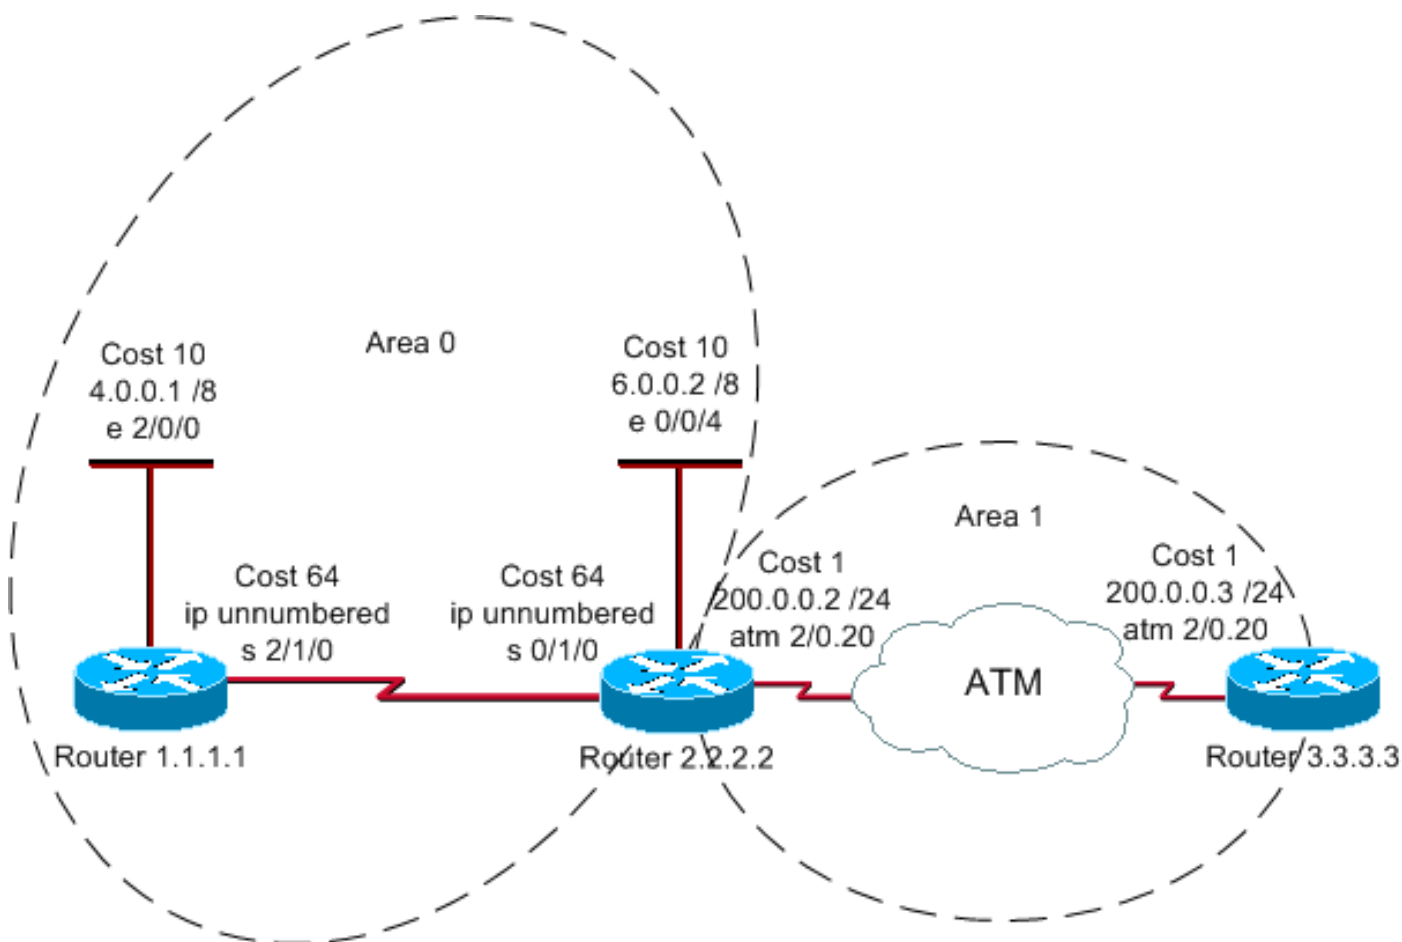 Area 0
Cost 10
4.0.0.1 /8
e 2/0/0
Cost 10
6.0.0.2 /8
e 0/0/4
Area 1
Cost 64
ip unnumbered
s 2/1/0
Cost 64
ip unnumbered
s 0/1/0
Cost 1
200.0.0.2 /24
atm 2/0.20
Cost 1
200.0.0.3 /24
atm 2/0.20
ATM
Router 1.1.1.1
Router 2.2.2.2
Router 3.3.3.3